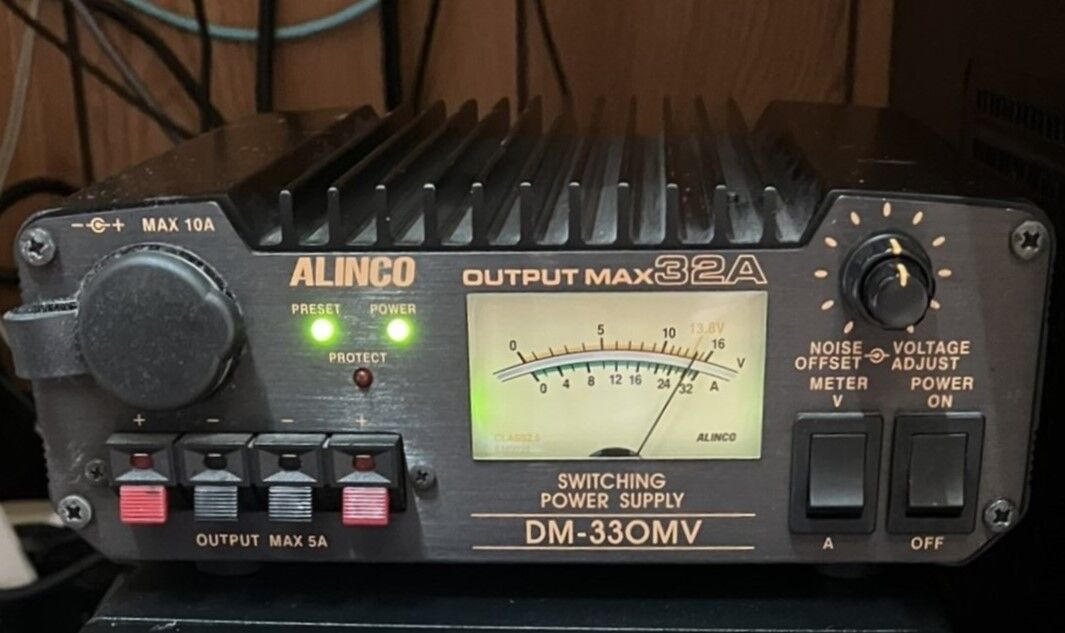 − + MAX 10A
ALINCO
OUTPUT MAX 32A
PRESET POWER
PROTECT
13.8V
0 5 10 16 V
0 4 8 12 16 24 32 A
CLASS2.5
ALINCO
NOISE OFFSET
VOLTAGE ADJUST
METER
V
A
POWER
ON
OFF
+ − − +
OUTPUT MAX 5A
SWITCHING
POWER SUPPLY
DM-330MV